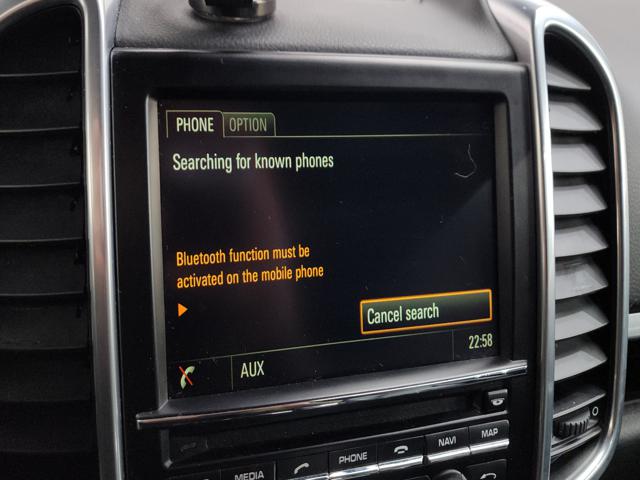 PHONE OPTION
Searching for known phones
Bluetooth function must be
activated on the mobile phone
Cancel search
AUX
22:58
MEDIA PHONE NAVI MAP